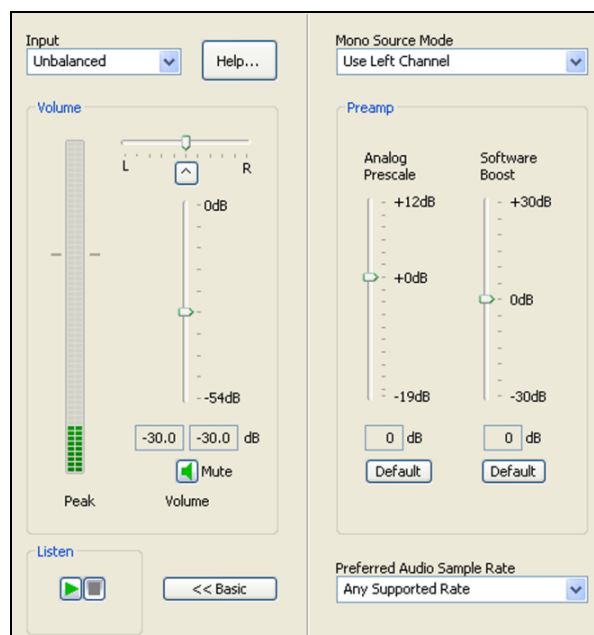 Input
Unbalanced
Help...
Volume
L R
^
0dB
-54dB
-30.0 -30.0 dB
Mute
Peak
Volume
Listen
<< Basic
Mono Source Mode
Use Left Channel
Preamp
Analog
Prescale
+12dB
+0dB
-19dB
0 dB
Default
Software
Boost
+30dB
0dB
-30dB
0 dB
Default
Preferred Audio Sample Rate
Any Supported Rate